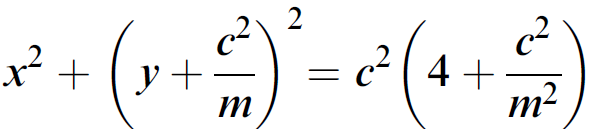 x² + (y + c²/m)² = c²(4 + c²/m²)